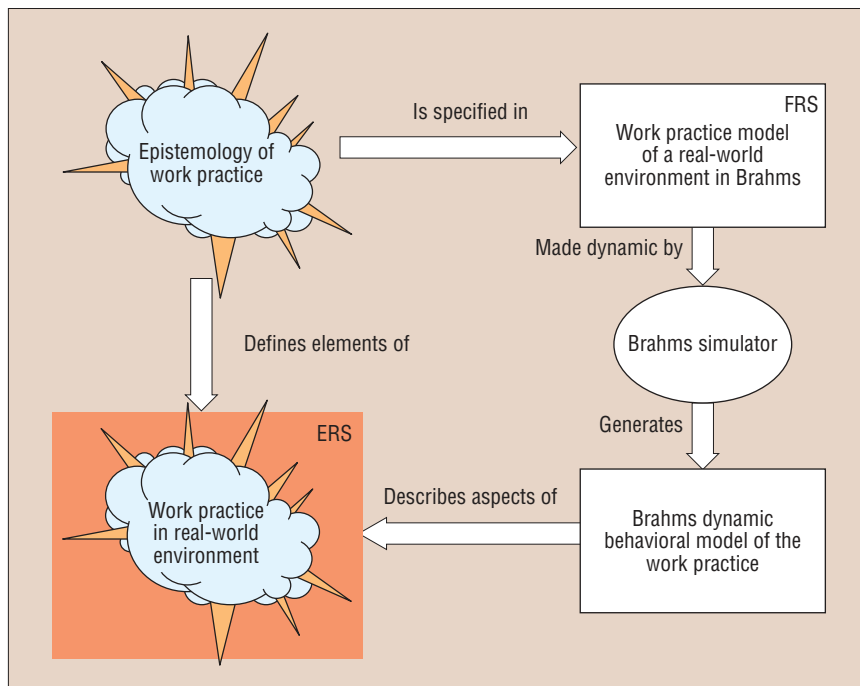 Epistemology of
work practice
Is specified in
FRS
Work practice model
of a real-world
environment in Brahms
Made dynamic by
Brahms simulator
Defines elements of
Generates
ERS
Work practice
in real-world
environment
Describes aspects of
Brahms dynamic
behavioral model of the
work practice